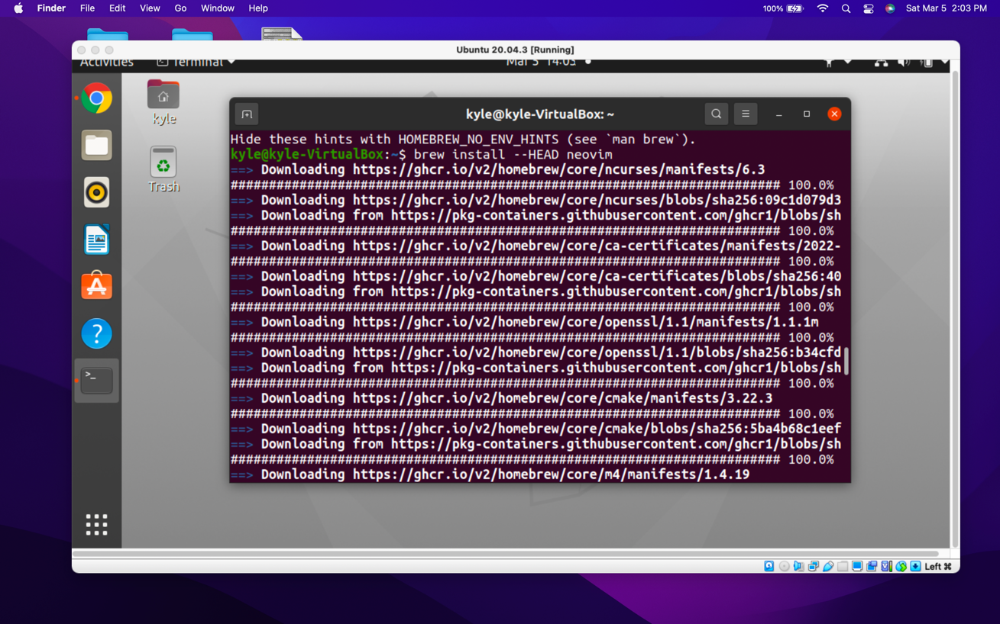 Finder File Edit View Go Window Help 100% Sat Mar 5 2:03 PM
Ubuntu 20.04.3 [Running]
Activities Terminal Mar 5 14:03
kyle
Trash
kyle@kyle-VirtualBox: ~
Hide these hints with HOMEBREW_NO_ENV_HINTS (see `man brew`).
kyle@kyle-VirtualBox:~$ brew install --HEAD neovim
==> Downloading https://ghcr.io/v2/homebrew/core/ncurses/manifests/6.3
######################################################################## 100.0%
==> Downloading https://ghcr.io/v2/homebrew/core/ncurses/blobs/sha256:09c1d079d3
==> Downloading from https://pkg-containers.githubusercontent.com/ghcr1/blobs/sh
######################################################################## 100.0%
==> Downloading https://ghcr.io/v2/homebrew/core/ca-certificates/manifests/2022-
######################################################################## 100.0%
==> Downloading https://ghcr.io/v2/homebrew/core/ca-certificates/blobs/sha256:40
==> Downloading from https://pkg-containers.githubusercontent.com/ghcr1/blobs/sh
######################################################################## 100.0%
==> Downloading https://ghcr.io/v2/homebrew/core/openssl/1.1/manifests/1.1.1m
######################################################################## 100.0%
==> Downloading https://ghcr.io/v2/homebrew/core/openssl/1.1/blobs/sha256:b34cfd
==> Downloading from https://pkg-containers.githubusercontent.com/ghcr1/blobs/sh
######################################################################## 100.0%
==> Downloading https://ghcr.io/v2/homebrew/core/cmake/manifests/3.22.3
######################################################################## 100.0%
==> Downloading https://ghcr.io/v2/homebrew/core/cmake/blobs/sha256:5ba4b68c1eef
==> Downloading from https://pkg-containers.githubusercontent.com/ghcr1/blobs/sh
######################################################################## 100.0%
==> Downloading https://ghcr.io/v2/homebrew/core/m4/manifests/1.4.19
Left ⌘